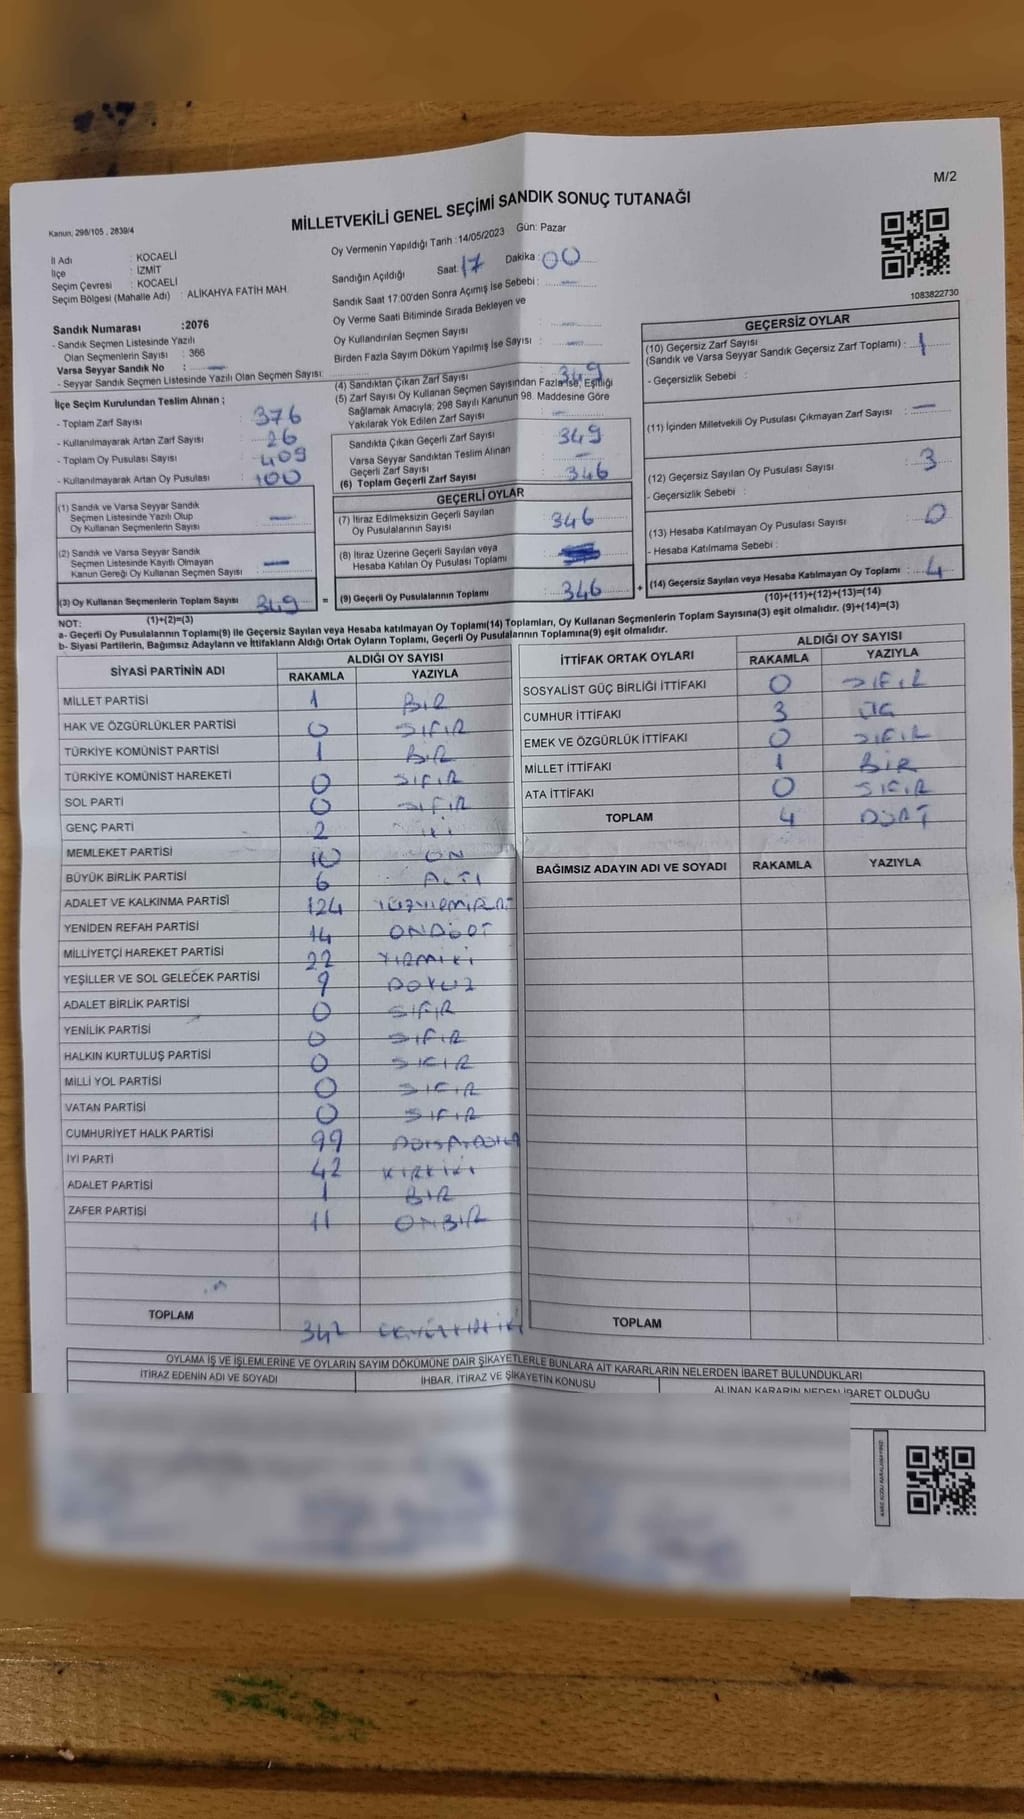 M/2
MİLLETVEKİLİ GENEL SEÇİMİ SANDIK SONUÇ TUTANAĞI
Kanun, 298/105 , 2839/4
İl Adı : KOCAELİ
İlçe : İZMİT
Seçim Çevresi : KOCAELİ
Seçim Bölgesi (Mahalle Adı) : ALİKAHYA FATİH MAH.
Oy Vermenin Yapıldığı Tarih :14/05/2023 Gün: Pazar
Sandığın Açıldığı Saat: 17 Dakika : 00
Sandık Saat 17:00'den Sonra Açımış İse Sebebi : —
Oy Verme Saati Bitiminde Sırada Bekleyen ve
Oy Kullandırılan Seçmen Sayısı : —
Birden Fazla Sayım Döküm Yapılmış İse Sayısı : —
1083822730
Sandık Numarası :2076
- Sandık Seçmen Listesinde Yazılı
Olan Seçmenlerin Sayısı : 366
Varsa Seyyar Sandık No : —
- Seyyar Sandık Seçmen Listesinde Yazılı Olan Seçmen Sayısı:
İlçe Seçim Kurulundan Teslim Alınan ;
- Toplam Zarf Sayısı : 376
- Kullanılmayarak Artan Zarf Sayısı : 26
- Toplam Oy Pusulası Sayısı : 409
- Kullanılmayarak Artan Oy Pusulası : 100
(1) Sandık ve Varsa Seyyar Sandık
Seçmen Listesinde Yazılı Olup
Oy Kullanan Seçmenlerin Sayısı : —
(2) Sandık ve Varsa Seyyar Sandık
Seçmen Listesinde Kayıtlı Olmayan
Kanun Gereği Oy Kullanan Seçmen Sayısı : —
(3) Oy Kullanan Seçmenlerin Toplam Sayısı : 349
(1)+(2)=(3)
(4) Sandıktan Çıkan Zarf Sayısı : 349
(5) Zarf Sayısı Oy Kullanan Seçmen Sayısından Fazla İse, Eşitliği
Sağlamak Amacıyla; 298 Sayılı Kanunun 98. Maddesine Göre
Yakılarak Yok Edilen Zarf Sayısı : —
Sandıkta Çıkan Geçerli Zarf Sayısı : 349
Varsa Seyyar Sandıktan Teslim Alınan
Geçerli Zarf Sayısı : —
(6) Toplam Geçerli Zarf Sayısı : 346
GEÇERLİ OYLAR
(7) İtiraz Edilmeksizin Geçerli Sayılan
Oy Pusulalarının Sayısı : 346
(8) İtiraz Üzerine Geçerli Sayılan veya
Hesaba Katılan Oy Pusulası Toplamı :
= (9) Geçerli Oy Pusulalarının Toplamı : 346 +
GEÇERSİZ OYLAR
(10) Geçersiz Zarf Sayısı
(Sandık ve Varsa Seyyar Sandık Geçersiz Zarf Toplamı) : 1
- Geçersizlik Sebebi :
(11) İçinden Milletvekili Oy Pusulası Çıkmayan Zarf Sayısı : —
(12) Geçersiz Sayılan Oy Pusulası Sayısı : 3
- Geçersizlik Sebebi :
(13) Hesaba Katılmayan Oy Pusulası Sayısı : 0
- Hesaba Katılmama Sebebi :
(14) Geçersiz Sayılan veya Hesaba Katılmayan Oy Toplamı : 4
(10)+(11)+(12)+(13)=(14)
NOT:
a- Geçerli Oy Pusulalarının Toplamı(9) ile Geçersiz Sayılan veya Hesaba katılmayan Oy Toplamı(14) Toplamları, Oy Kullanan Seçmenlerin Toplam Sayısına(3) eşit olmalıdır. (9)+(14)=(3)
b- Siyasi Partilerin, Bağımsız Adayların ve İttifakların Aldığı Ortak Oyların Toplamı, Geçerli Oy Pusulalarının Toplamına(9) eşit olmalıdır.
SİYASİ PARTİNİN ADI ALDIĞI OY SAYISI
RAKAMLA YAZIYLA
MİLLET PARTİSİ 1 BİR
HAK VE ÖZGÜRLÜKLER PARTİSİ 0 SIFIR
TÜRKİYE KOMÜNİST PARTİSİ 1 BİR
TÜRKİYE KOMÜNİST HAREKETİ 0 SIFIR
SOL PARTİ 0 SIFIR
GENÇ PARTİ 2 İKİ
MEMLEKET PARTİSİ 10 ON
BÜYÜK BİRLİK PARTİSİ 6 ALTI
ADALET VE KALKINMA PARTİSİ 124
YENİDEN REFAH PARTİSİ 14 ONDÖRT
MİLLİYETÇİ HAREKET PARTİSİ 22 YİRMİİKİ
YEŞİLLER VE SOL GELECEK PARTİSİ 9 DOKUZ
ADALET BİRLİK PARTİSİ 0 SIFIR
YENİLİK PARTİSİ 0 SIFIR
HALKIN KURTULUŞ PARTİSİ 0 SIFIR
MİLLİ YOL PARTİSİ 0 SIFIR
VATAN PARTİSİ 0 SIFIR
CUMHURİYET HALK PARTİSİ 99
İYİ PARTİ 42 KIRKİKİ
ADALET PARTİSİ 1 BİR
ZAFER PARTİSİ 11 ONBİR
TOPLAM 342
İTTİFAK ORTAK OYLARI ALDIĞI OY SAYISI
RAKAMLA YAZIYLA
SOSYALİST GÜÇ BİRLİĞİ İTTİFAKI 0 SIFIR
CUMHUR İTTİFAKI 3 ÜÇ
EMEK VE ÖZGÜRLÜK İTTİFAKI 0 SIFIR
MİLLET İTTİFAKI 1 BİR
ATA İTTİFAKI 0 SIFIR
TOPLAM 4 DÖRT
BAĞIMSIZ ADAYIN ADI VE SOYADI RAKAMLA YAZIYLA
TOPLAM
OYLAMA İŞ VE İŞLEMLERİNE VE OYLARIN SAYIM DÖKÜMÜNE DAİR ŞİKAYETLERLE BUNLARA AİT KARARLARIN NELERDEN İBARET BULUNDUKLARI
İTİRAZ EDENİN ADI VE SOYADI İHBAR, İTİRAZ VE ŞİKAYETİN KONUSU ALINAN KARARIN NEDEN İBARET OLDUĞU